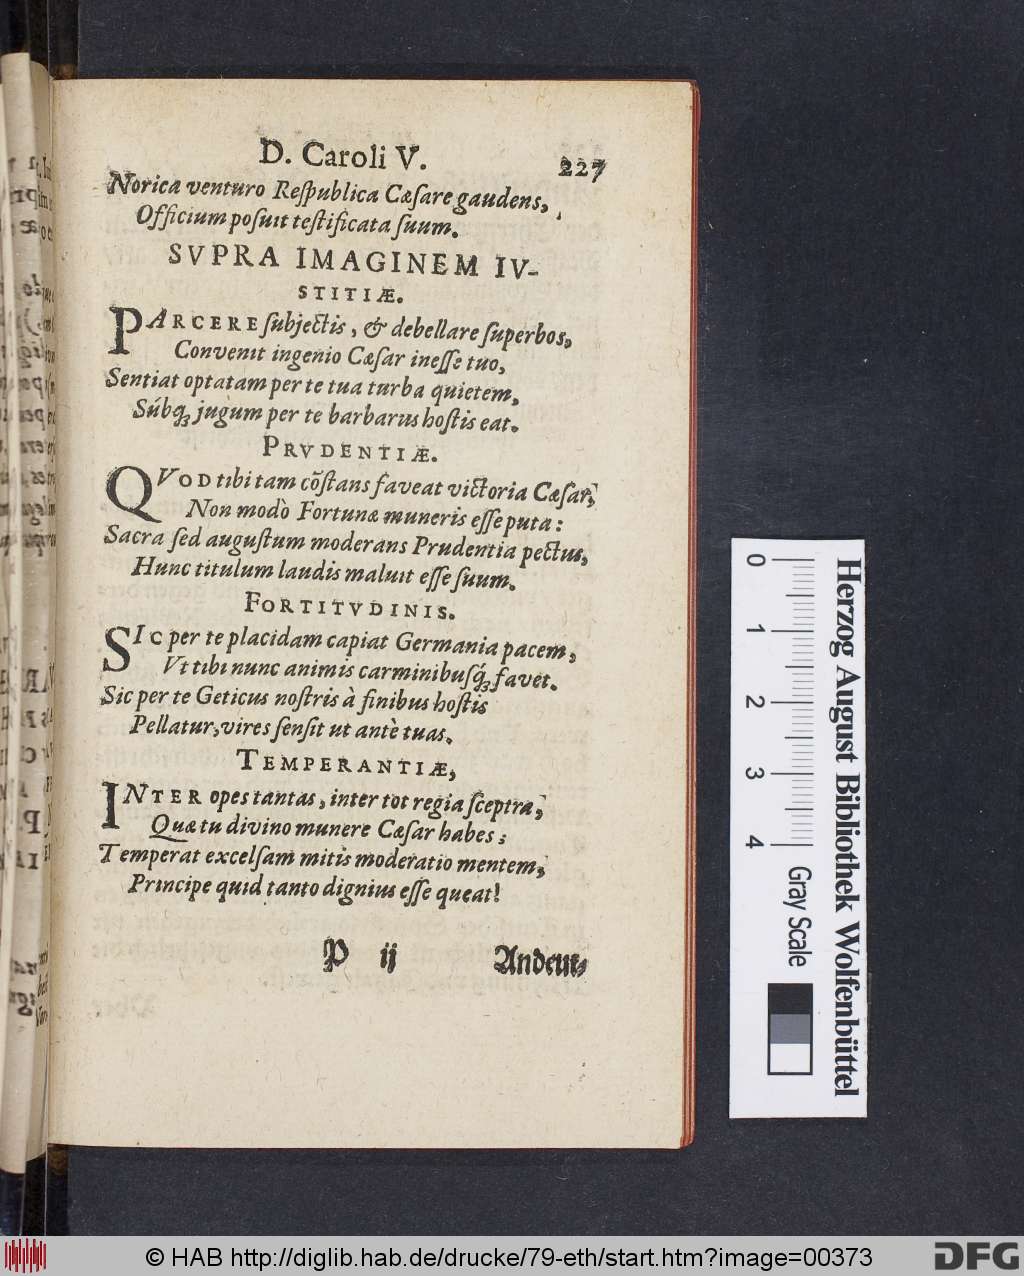 D. Caroli V. 227
Norica venturo Reſpublica Cæſare gaudens,
Officium poſuit teſtificata ſuum.
SVPRA IMAGINEM IV-
STITIÆ.
PARCERE ſubjectis, & debellare ſuperbos,
Convenit ingenio Cæſar ineſſe tuo,
Sentiat optatam per te tua turba quietem,
Súbq́ꝫ jugum per te barbarus hoſtis eat.
PRVDENTIÆ.
QVOD tibi tam cõſtans faveat victoria Cæſar,
Non modò Fortunæ muneris eſſe puta:
Sacra ſed auguſtum moderans Prudentia pectus,
Hunc titulum laudis maluit eſſe ſuum.
FORTITVDINIS.
SIC per te placidam capiat Germania pacem,
Vt tibi nunc animis carminibuſq́ꝫ favet.
Sic per te Geticus noſtris à finibus hoſtis
Pellatur, vires ſenſit ut antè tuas.
TEMPERANTIÆ,
INTER opes tantas, inter tot regia ſceptra,
Quæ tu divino munere Cæſar habes;
Temperat excelſam mitis moderatio mentem,
Principe quid tanto dignius eſſe queat!
P ij Andeut⸗
0 1 2 3 4
Gray Scale
Herzog August Bibliothek Wolfenbüttel
© HAB http://diglib.hab.de/drucke/79-eth/start.htm?image=00373
DFG